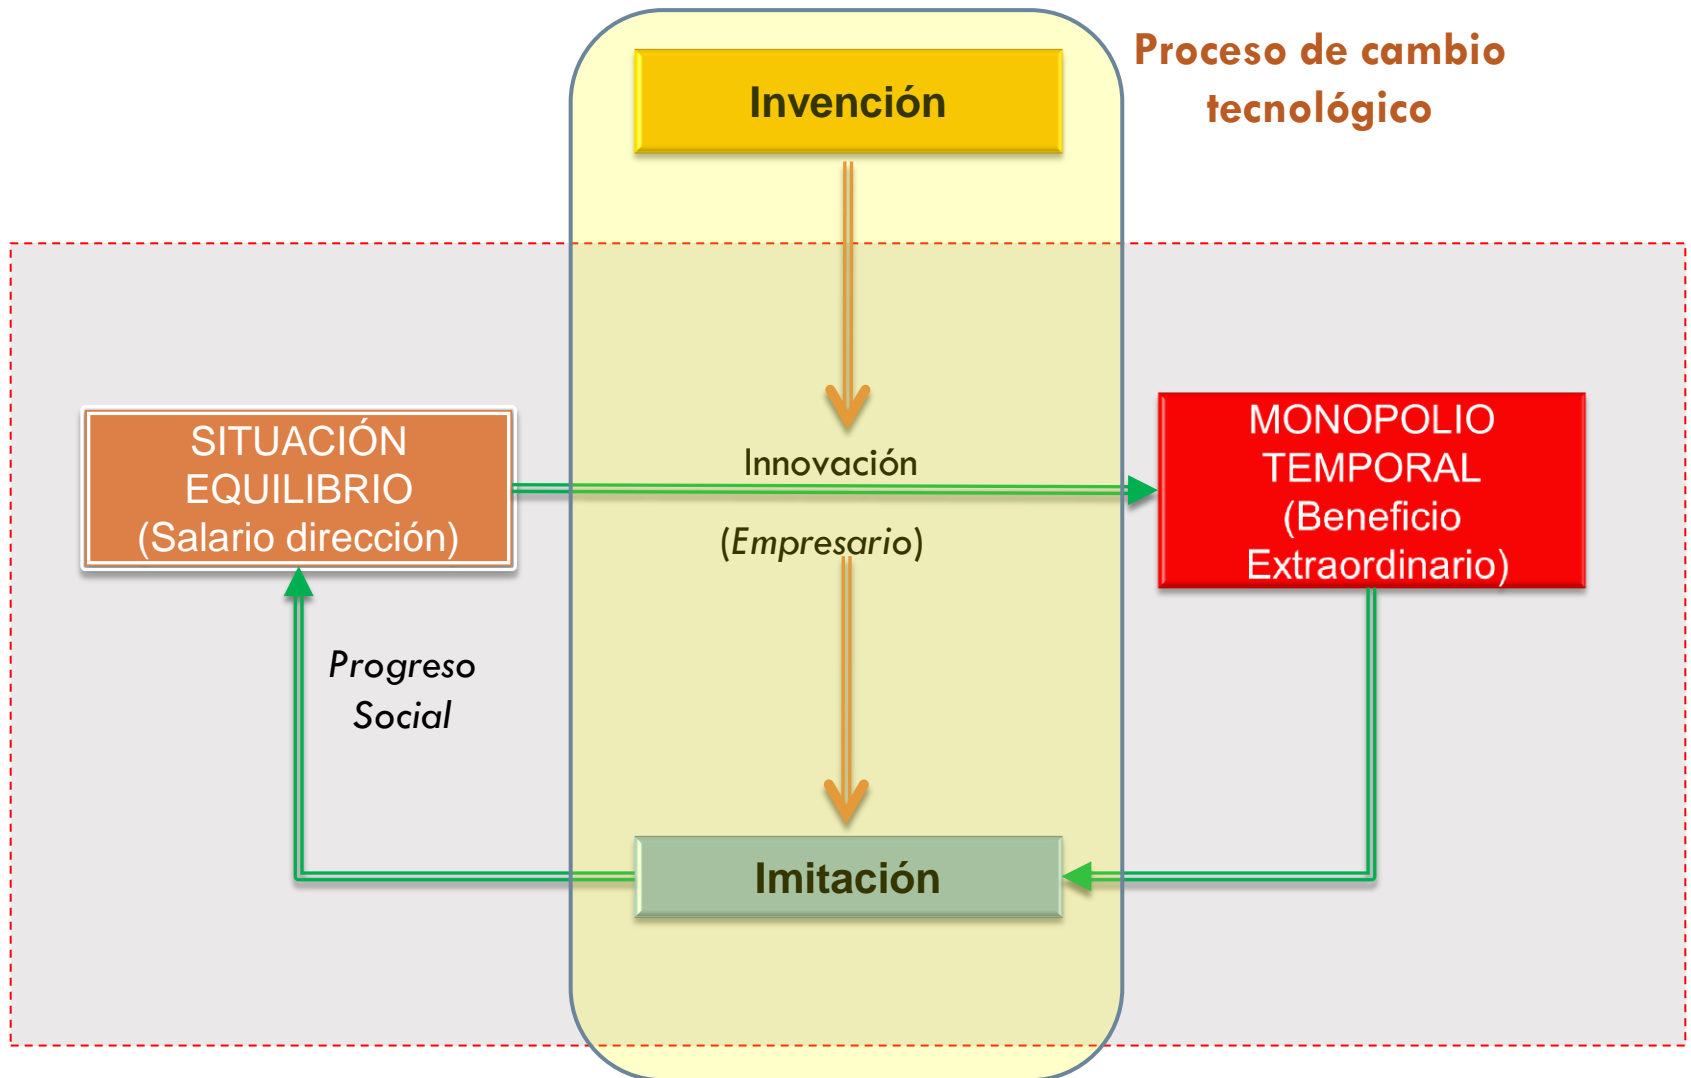 Proceso de cambio
tecnológico
Invención
SITUACIÓN
EQUILIBRIO
(Salario dirección)
Innovación
(Empresario)
MONOPOLIO
TEMPORAL
(Beneficio
Extraordinario)
Progreso
Social
Imitación